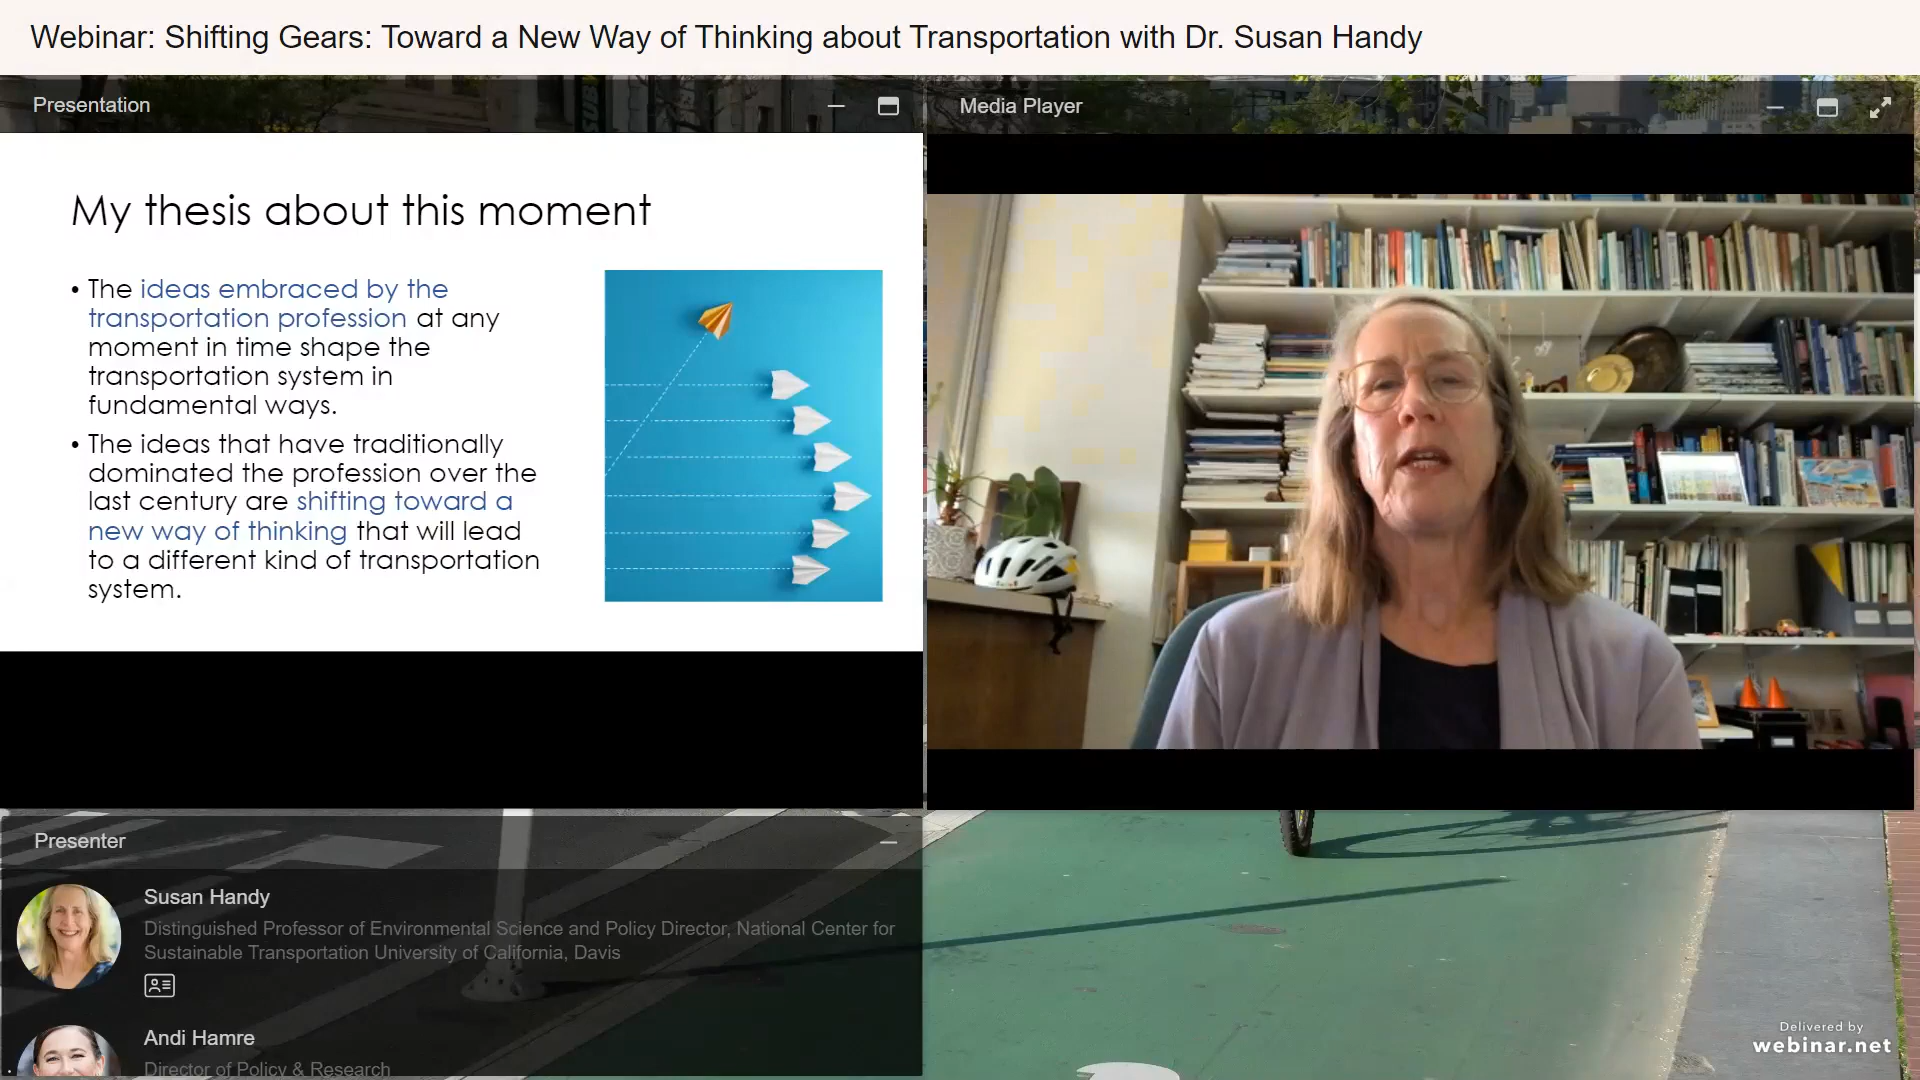 Webinar: Shifting Gears: Toward a New Way of Thinking about Transportation with Dr. Susan Handy
Presentation
Media Player
My thesis about this moment
• The ideas embraced by the
transportation profession at any
moment in time shape the
transportation system in
fundamental ways.
• The ideas that have traditionally
dominated the profession over the
last century are shifting toward a
new way of thinking that will lead
to a different kind of transportation
system.
Presenter
Susan Handy
Distinguished Professor of Environmental Science and Policy Director, National Center for
Sustainable Transportation University of California, Davis
Andi Hamre
Director of Policy & Research
Delivered by
webinar.net